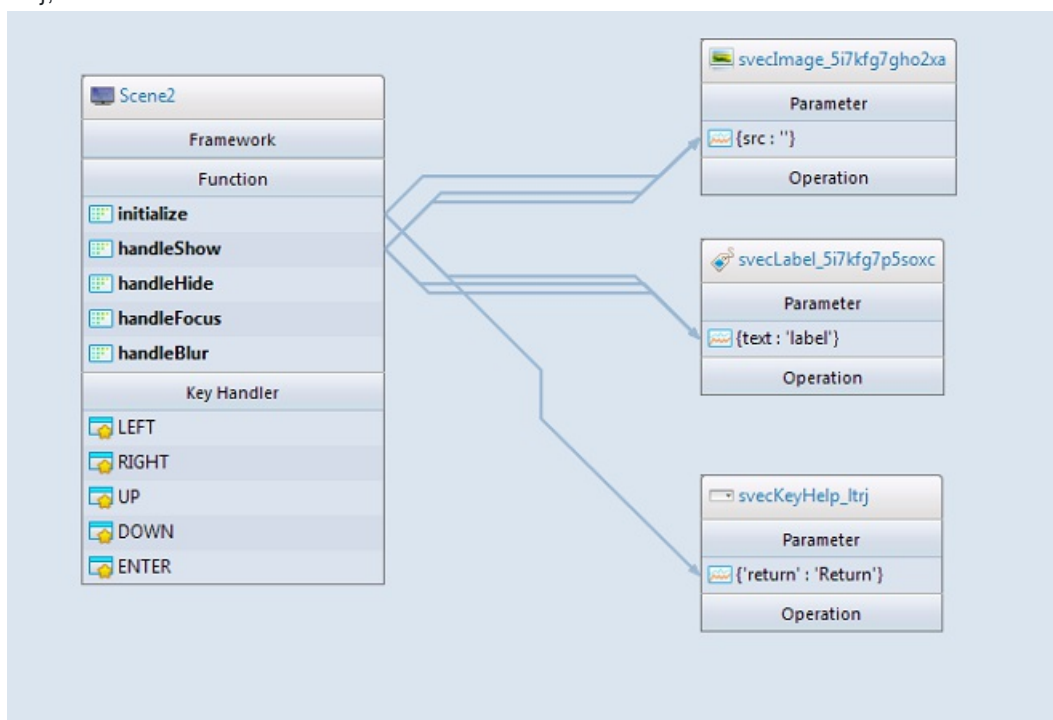 Scene2
Framework
Function
initialize
handleShow
handleHide
handleFocus
handleBlur
Key Handler
LEFT
RIGHT
UP
DOWN
ENTER
svecImage_5i7kfg7gho2xa
Parameter
{src : ''}
Operation
svecLabel_5i7kfg7p5soxc
Parameter
{text : 'label'}
Operation
svecKeyHelp_ltrj
Parameter
{'return' : 'Return'}
Operation